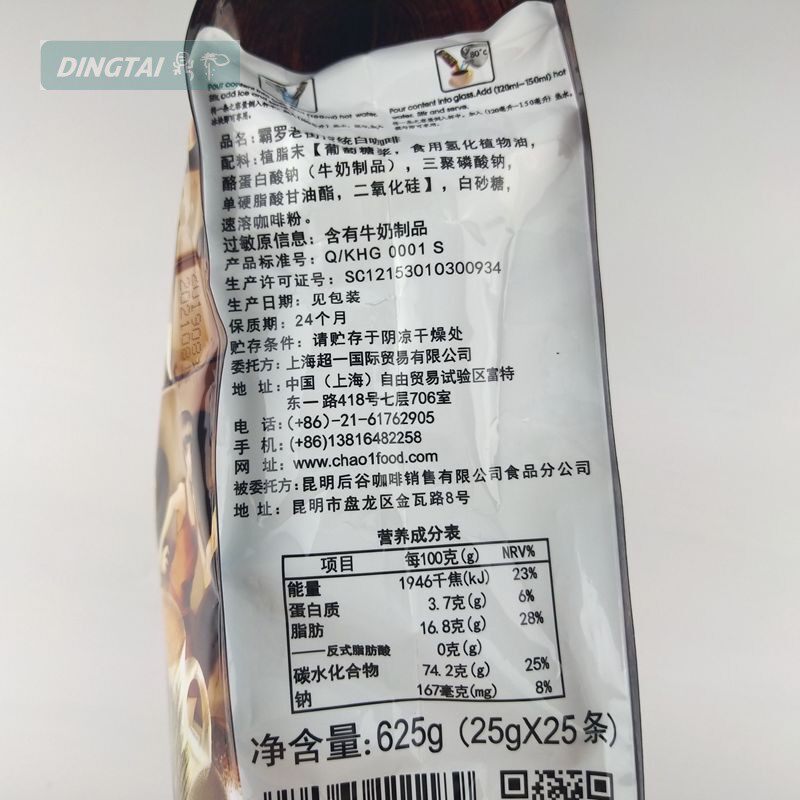 DINGTAI 鼎泰
80°c
Pour content into glass.Add (120ml-150ml) hot
water. Stir and serve.
品名：霸罗老街传统白咖啡
配料：植脂末【葡萄糖浆，食用氢化植物油，
酪蛋白酸钠（牛奶制品），三聚磷酸钠，
单硬脂酸甘油酯，二氧化硅】，白砂糖，
速溶咖啡粉。
过敏原信息：含有牛奶制品
产品标准号：Q/KHG 0001 S
生产许可证号：SC12153010300934
生产日期：见包装
保质期：24个月
贮存条件：请贮存于阴凉干燥处
委托方：上海超一国际贸易有限公司
地 址：中国（上海）自由贸易试验区富特
东一路418号七层706室
电 话：(+86)-21-61762905
手 机：(+86)13816482258
网 址：www.chao1food.com
被委托方：昆明后谷咖啡销售有限公司食品分公司
地 址：昆明市盘龙区金瓦路8号
营养成分表
项目 每100克(g) NRV%
能量 1946千焦(kJ) 23%
蛋白质 3.7克(g) 6%
脂肪 16.8克(g) 28%
——反式脂肪酸 0克(g)
碳水化合物 74.2克(g) 25%
钠 167毫克(mg) 8%
净含量:625g (25gX25条)